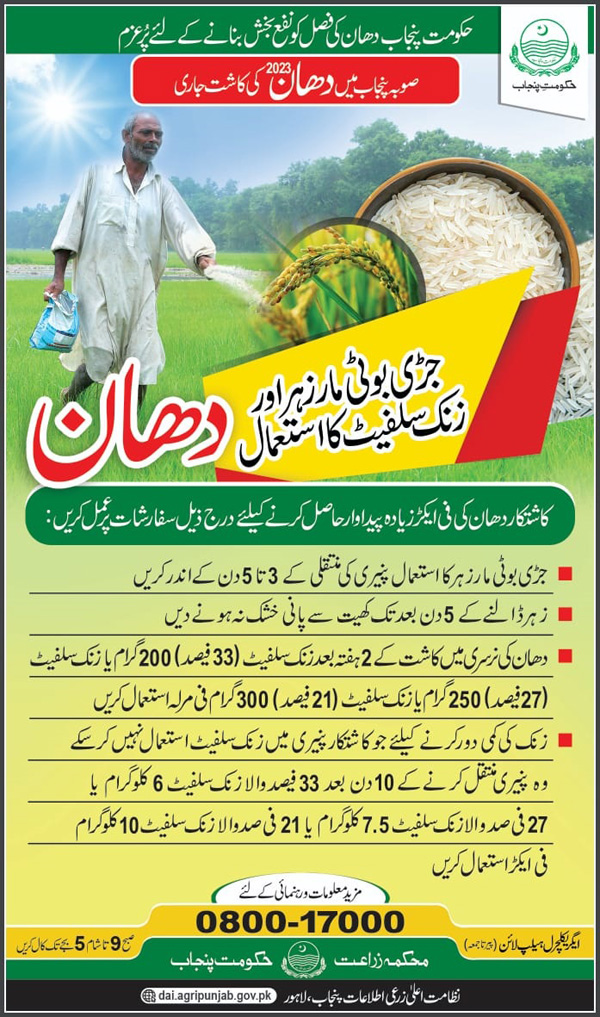 حکومت پنجاب دھان کی فصل کو نفع بخش بنانے کے لئے پُرعزم
حکومتِ پنجاب
صوبہ پنجاب میں دھان 2023 کی کاشت جاری
جڑی بوٹی مار زہر اور
زنک سلفیٹ کا استعمال
دھان
کاشتکار دھان کی فی ایکڑ زیادہ پیداوار حاصل کرنے کیلئے درج ذیل سفارشات پر عمل کریں:
جڑی بوٹی مار زہر کا استعمال پنیری کی منتقلی کے 3 تا 5 دن کے اندر کریں
زہر ڈالنے کے 5 دن بعد تک کھیت سے پانی خشک نہ ہونے دیں
دھان کی نرسری میں کاشت کے 2 ہفتہ بعد زنک سلفیٹ (33 فیصد) 200 گرام یا زنک سلفیٹ
(27 فیصد) 250 گرام یا زنک سلفیٹ (21 فیصد) 300 گرام فی مرلہ استعمال کریں
زنک کی کمی دور کرنے کیلئے جو کاشتکار پنیری میں زنک سلفیٹ استعمال نہیں کر سکے
وہ پنیری منتقل کرنے کے 10 دن بعد 33 فیصد والا زنک سلفیٹ 6 کلوگرام یا
27 فی صد والا زنک سلفیٹ 7.5 کلوگرام یا 21 فی صد والا زنک سلفیٹ 10 کلوگرام
فی ایکڑ استعمال کریں
مزید معلومات و رہنمائی کے لئے
0800-17000
ایگریکلچرل ہیلپ لائن (پیر تا جمعہ)
صبح 9 تا شام 5 بجے تک کال کریں
محکمہ زراعت حکومت پنجاب
نظامت اعلیٰ زرعی اطلاعات پنجاب، لاہور
dai.agripunjab.gov.pk